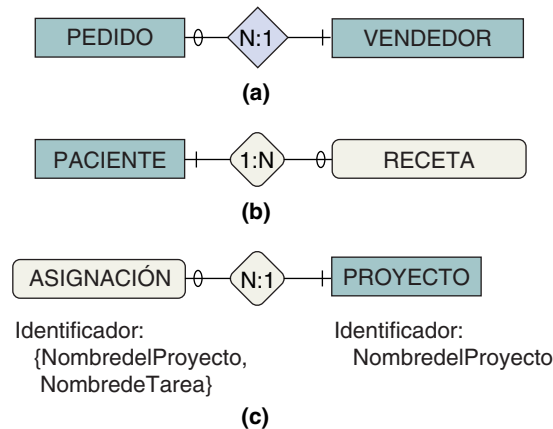 PEDIDO N:1 VENDEDOR
(a)
PACIENTE 1:N RECETA
(b)
ASIGNACIÓN N:1 PROYECTO
Identificador:
{NombredelProyecto,
NombredeTarea}
Identificador:
NombredelProyecto
(c)